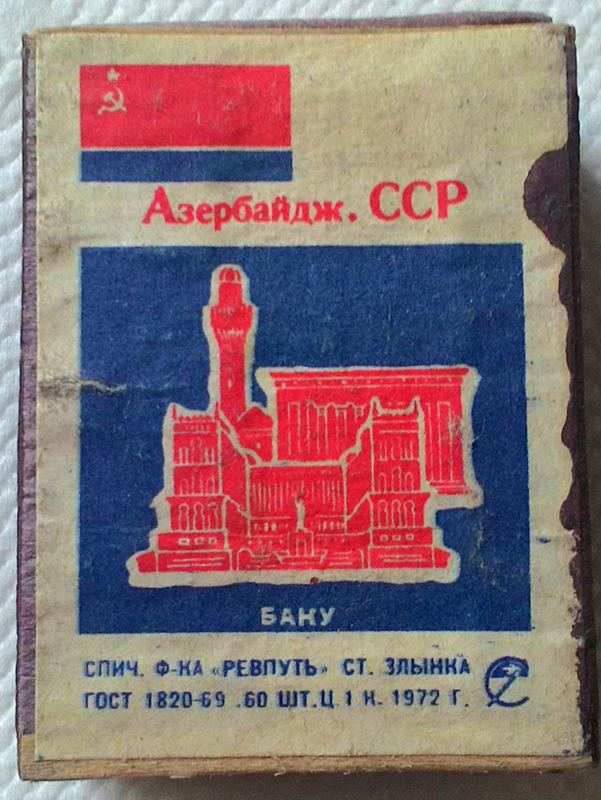 Азербайдж. ССР
БАКУ
СПИЧ. Ф-КА «РЕВПУТЬ» СТ. ЗЛЫНКА
ГОСТ 1820-69 .60 ШТ.Ц.1 К. 1972 Г.